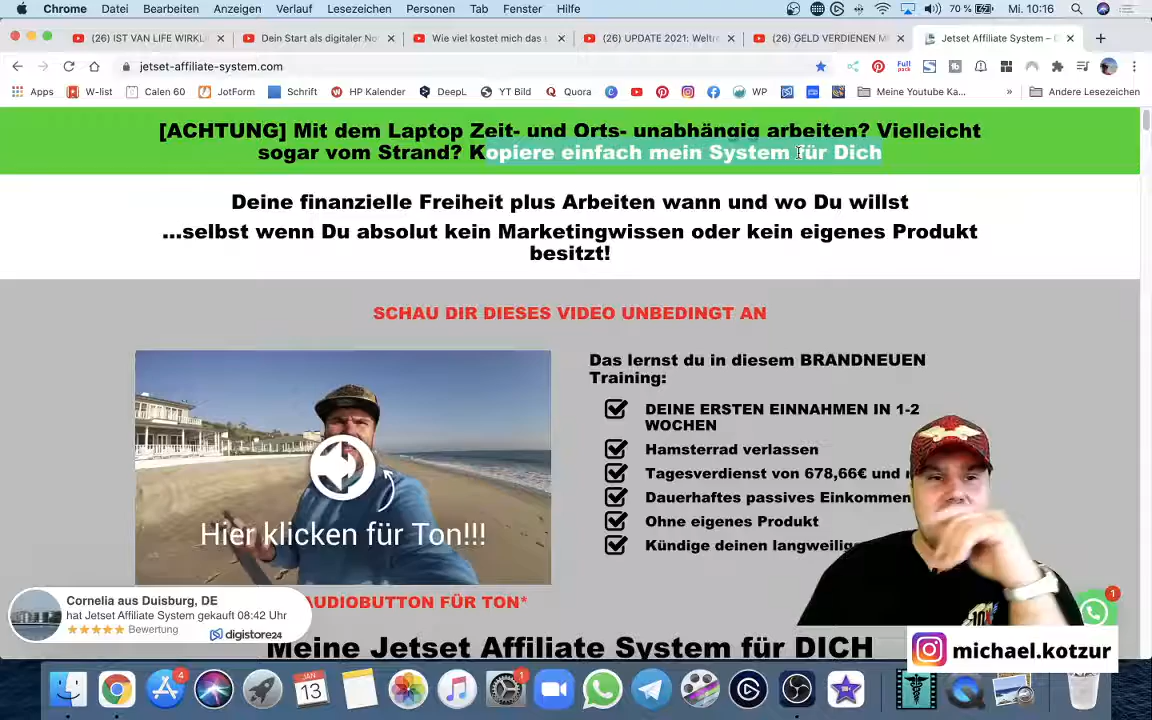 Chrome Datei Bearbeiten Anzeigen Verlauf Lesezeichen Personen Tab Fenster Hilfe 70 % Mi. 10:16
(26) IST VAN LIFE WIRKL Dein Start als digitaler No Wie viel kostet mich das (26) UPDATE 2021: Weltr (26) GELD VERDIENEN M Jetset Affiliate System –
jetset-affiliate-system.com
Apps W-list Calen 60 JotForm Schrift HP Kalender DeepL YT Bild Quora WP Meine Youtube Ka... » Andere Lesezeichen
[ACHTUNG] Mit dem Laptop Zeit- und Orts- unabhängig arbeiten? Vielleicht
sogar vom Strand? Kopiere einfach mein System für Dich
Deine finanzielle Freiheit plus Arbeiten wann und wo Du willst
...selbst wenn Du absolut kein Marketingwissen oder kein eigenes Produkt
besitzt!
SCHAU DIR DIESES VIDEO UNBEDINGT AN
Das lernst du in diesem BRANDNEUEN
Training:
DEINE ERSTEN EINNAHMEN IN 1-2
WOCHEN
Hamsterrad verlassen
Tagesverdienst von 678,66€ und
Dauerhaftes passives Einkommen
Ohne eigenes Produkt
Kündige deinen
Hier klicken für Ton!!!
AUDIOBUTTON FÜR TON*
Cornelia aus Duisburg, DE
hat Jetset Affiliate System gekauft 08:42 Uhr
Bewertung digistore24
Meine Jetset Affiliate System für DICH
michael.kotzur
JAN
13
4
1
1